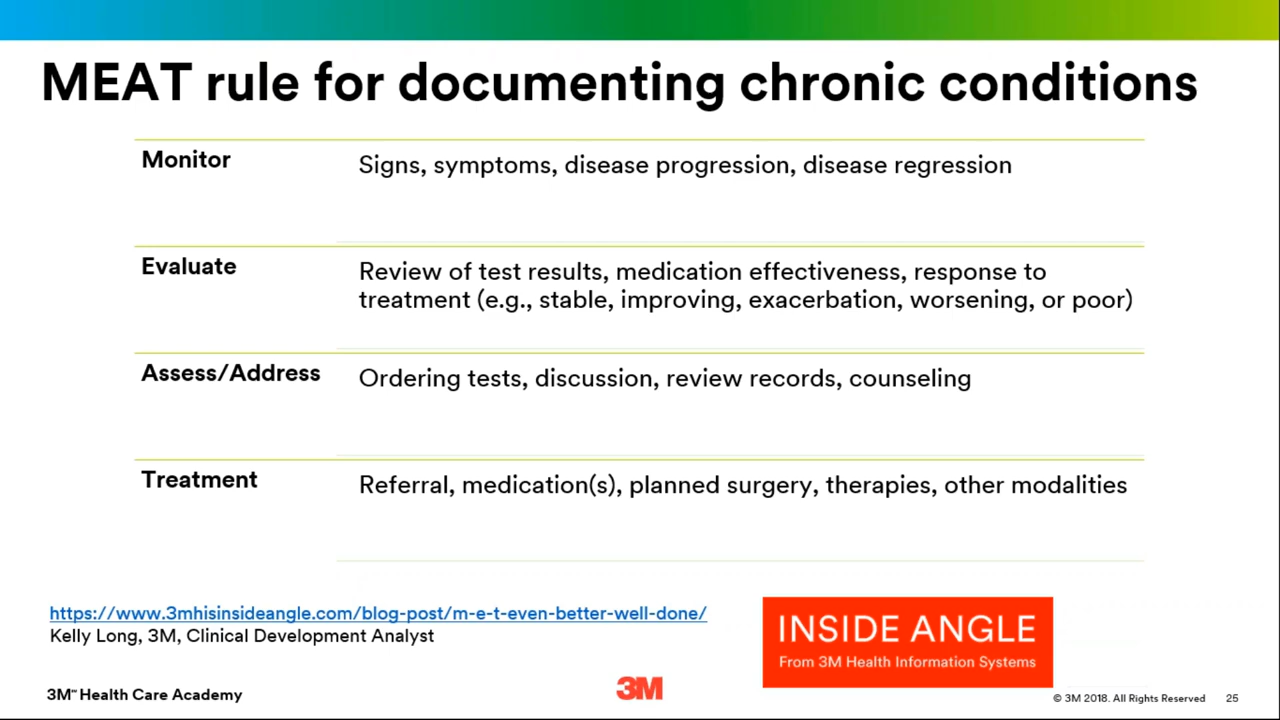 MEAT rule for documenting chronic conditions
Monitor
Signs, symptoms, disease progression, disease regression
Evaluate
Review of test results, medication effectiveness, response to
treatment (e.g., stable, improving, exacerbation, worsening, or poor)
Assess/Address
Ordering tests, discussion, review records, counseling
Treatment
Referral, medication(s), planned surgery, therapies, other modalities
https://www.3mhisinsideangle.com/blog-post/m-e-t-even-better-well-done/
Kelly Long, 3M, Clinical Development Analyst
INSIDE ANGLE
From 3M Health Information Systems
3M™ Health Care Academy
3M
© 3M 2018. All Rights Reserved
25